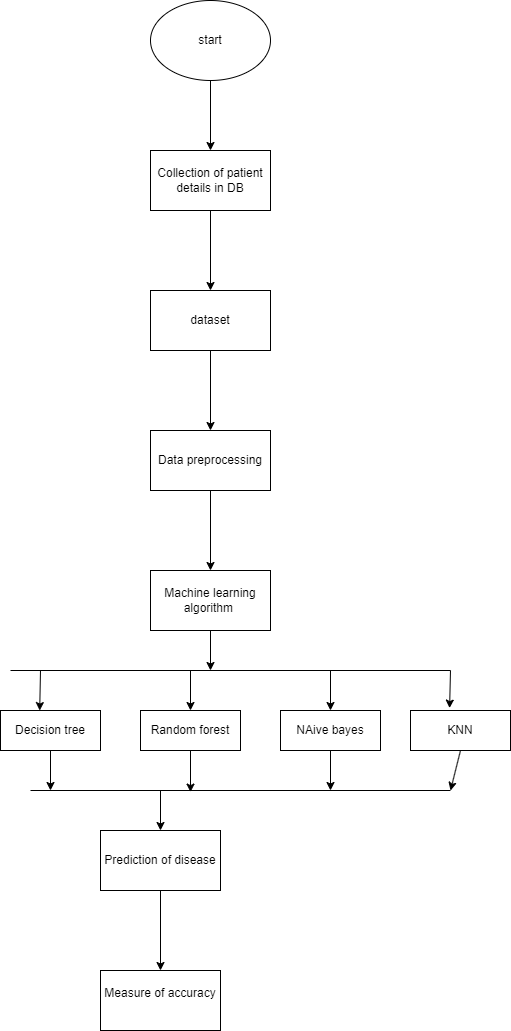 start
Collection of patient
details in DB
dataset
Data preprocessing
Machine learning
algorithm
Decision tree
Random forest
NAive bayes
KNN
Prediction of disease
Measure of accuracy